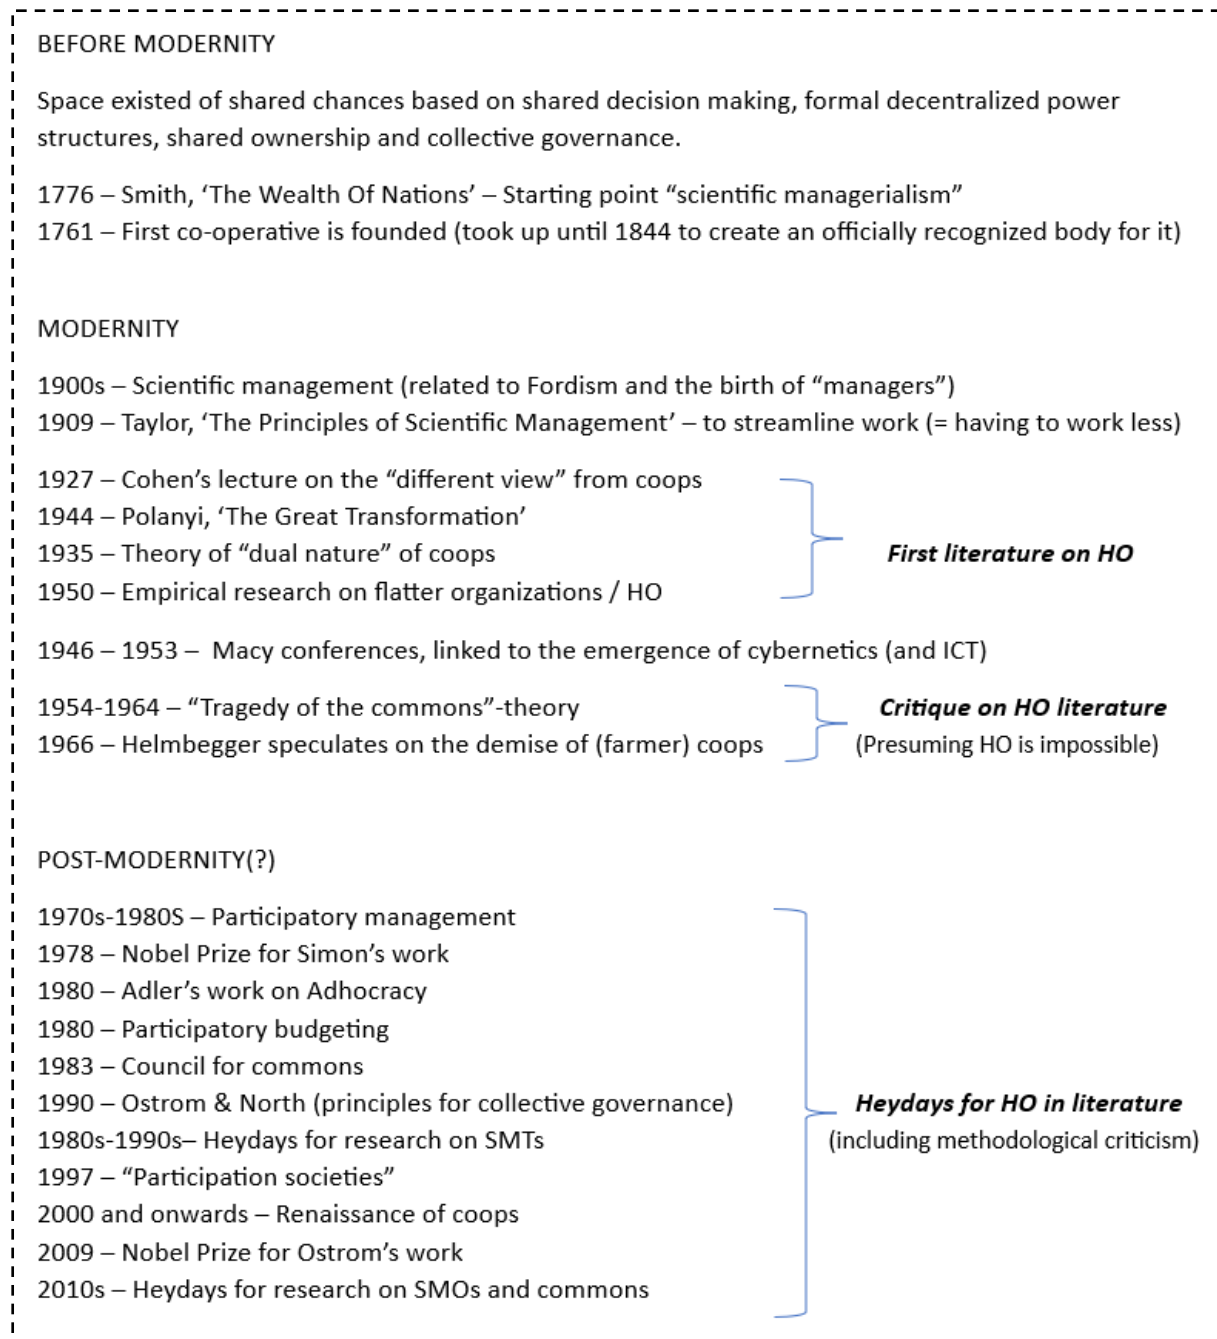 BEFORE MODERNITY
Space existed of shared chances based on shared decision making, formal decentralized power
structures, shared ownership and collective governance.
1776 – Smith, ‘The Wealth Of Nations’ – Starting point “scientific managerialism”
1761 – First co-operative is founded (took up until 1844 to create an officially recognized body for it)
MODERNITY
1900s – Scientific management (related to Fordism and the birth of “managers”)
1909 – Taylor, ‘The Principles of Scientific Management’ – to streamline work (= having to work less)
1927 – Cohen’s lecture on the “different view” from coops
1944 – Polanyi, ‘The Great Transformation’
1935 – Theory of “dual nature” of coops
First literature on HO
1950 – Empirical research on flatter organizations / HO
1946 – 1953 – Macy conferences, linked to the emergence of cybernetics (and ICT)
1954-1964 – “Tragedy of the commons”-theory
Critique on HO literature
1966 – Helmbegger speculates on the demise of (farmer) coops
(Presuming HO is impossible)
POST-MODERNITY(?)
1970s-1980S – Participatory management
1978 – Nobel Prize for Simon’s work
1980 – Adler’s work on Adhocracy
1980 – Participatory budgeting
1983 – Council for commons
1990 – Ostrom & North (principles for collective governance)
Heydays for HO in literature
1980s-1990s– Heydays for research on SMTs
(including methodological criticism)
1997 – “Participation societies”
2000 and onwards – Renaissance of coops
2009 – Nobel Prize for Ostrom’s work
2010s – Heydays for research on SMOs and commons